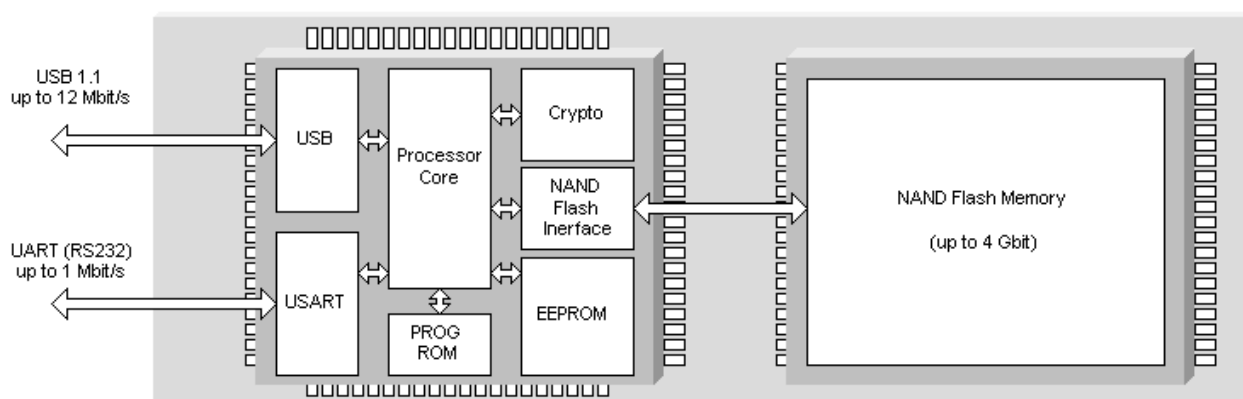 USB 1.1
up to 12 Mbit/s
UART (RS232)
up to 1 Mbit/s
USB
USART
Processor
Core
PROG
ROM
Crypto
NAND
Flash
Inerface
EEPROM
NAND Flash Memory
(up to 4 Gbit)